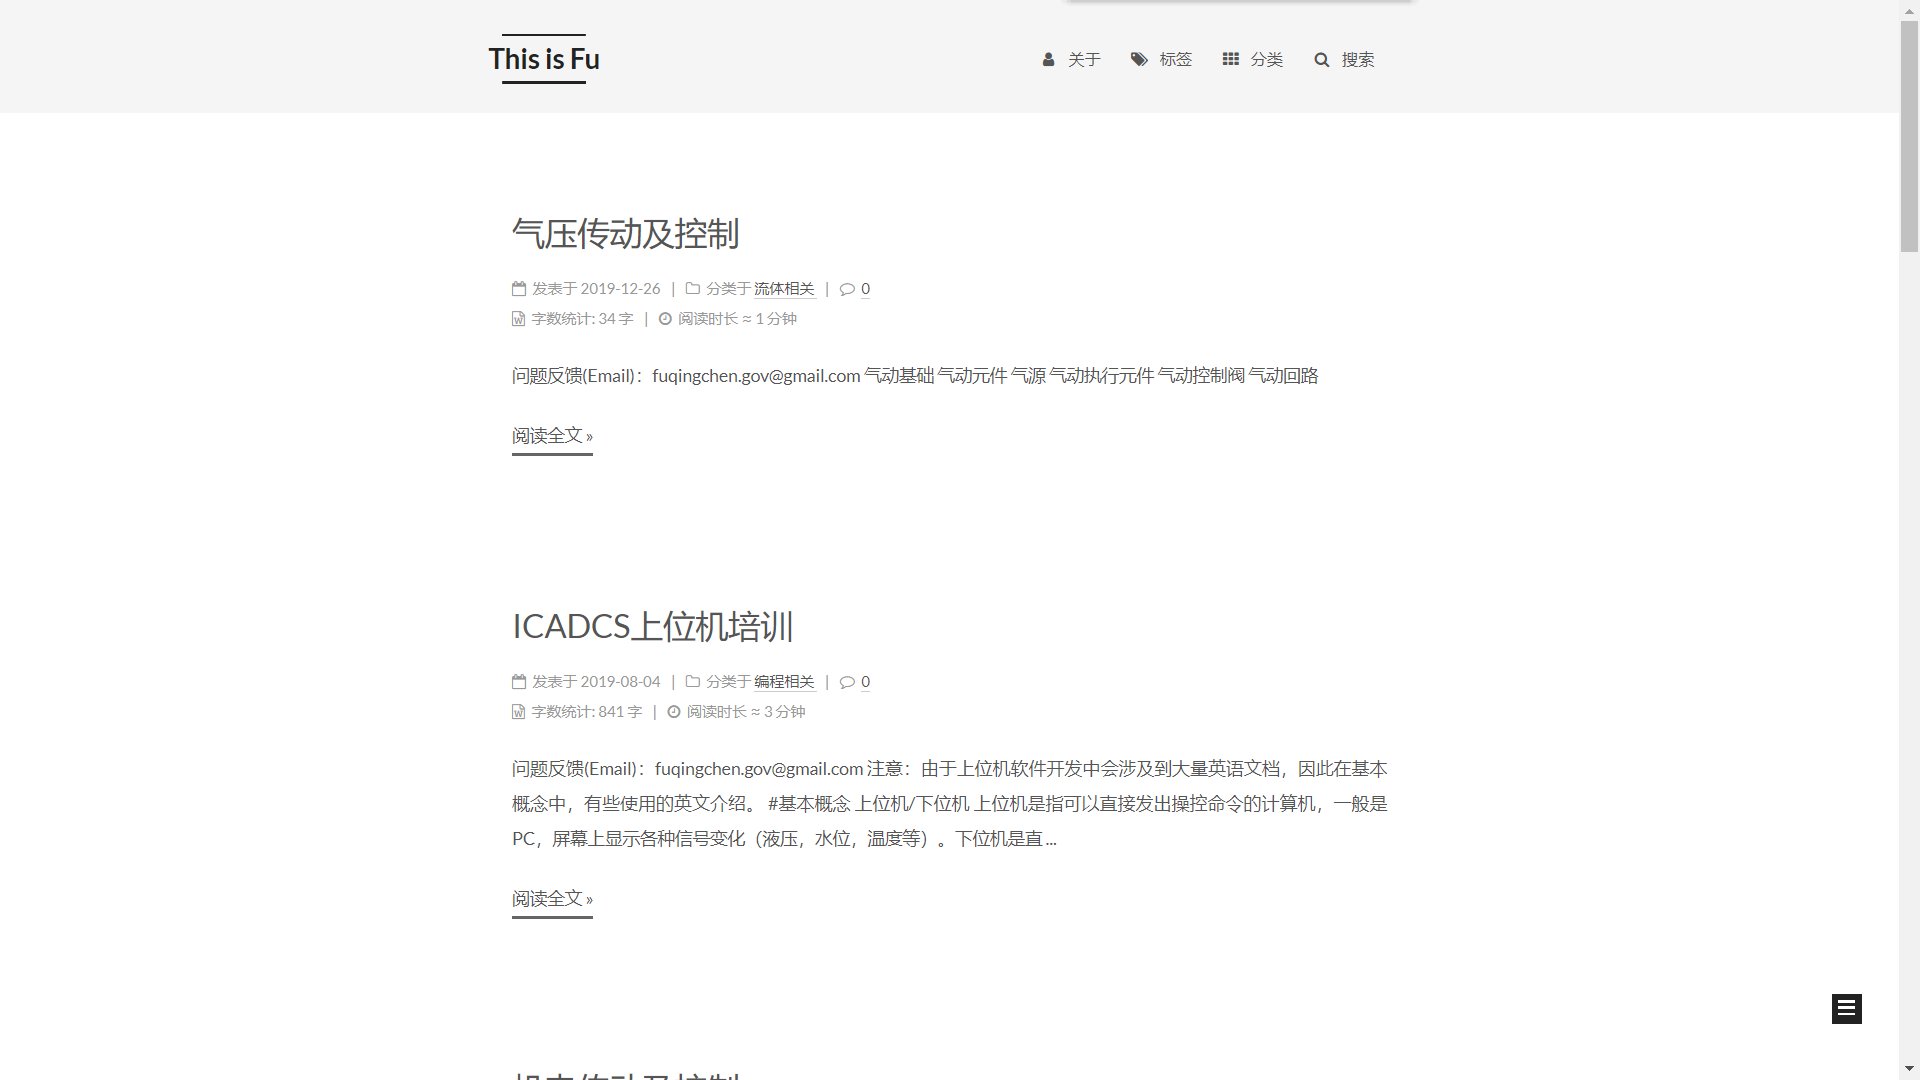 This is Fu
关于 标签 分类 搜索
气压传动及控制
发表于 2019-12-26 | 分类于 流体相关 | 0
字数统计: 34 字 | 阅读时长 ≈ 1 分钟
问题反馈(Email)：fuqingchen.gov@gmail.com 气动基础 气动元件 气源 气动执行元件 气动控制阀 气动回路
阅读全文 »
ICADCS上位机培训
发表于 2019-08-04 | 分类于 编程相关 | 0
字数统计: 841 字 | 阅读时长 ≈ 3 分钟
问题反馈(Email)：fuqingchen.gov@gmail.com 注意：由于上位机软件开发中会涉及到大量英语文档，因此在基本
概念中，有些使用的英文介绍。 #基本概念 上位机/下位机 上位机是指可以直接发出操控命令的计算机，一般是
PC，屏幕上显示各种信号变化（液压，水位，温度等）。下位机是直 ...
阅读全文 »